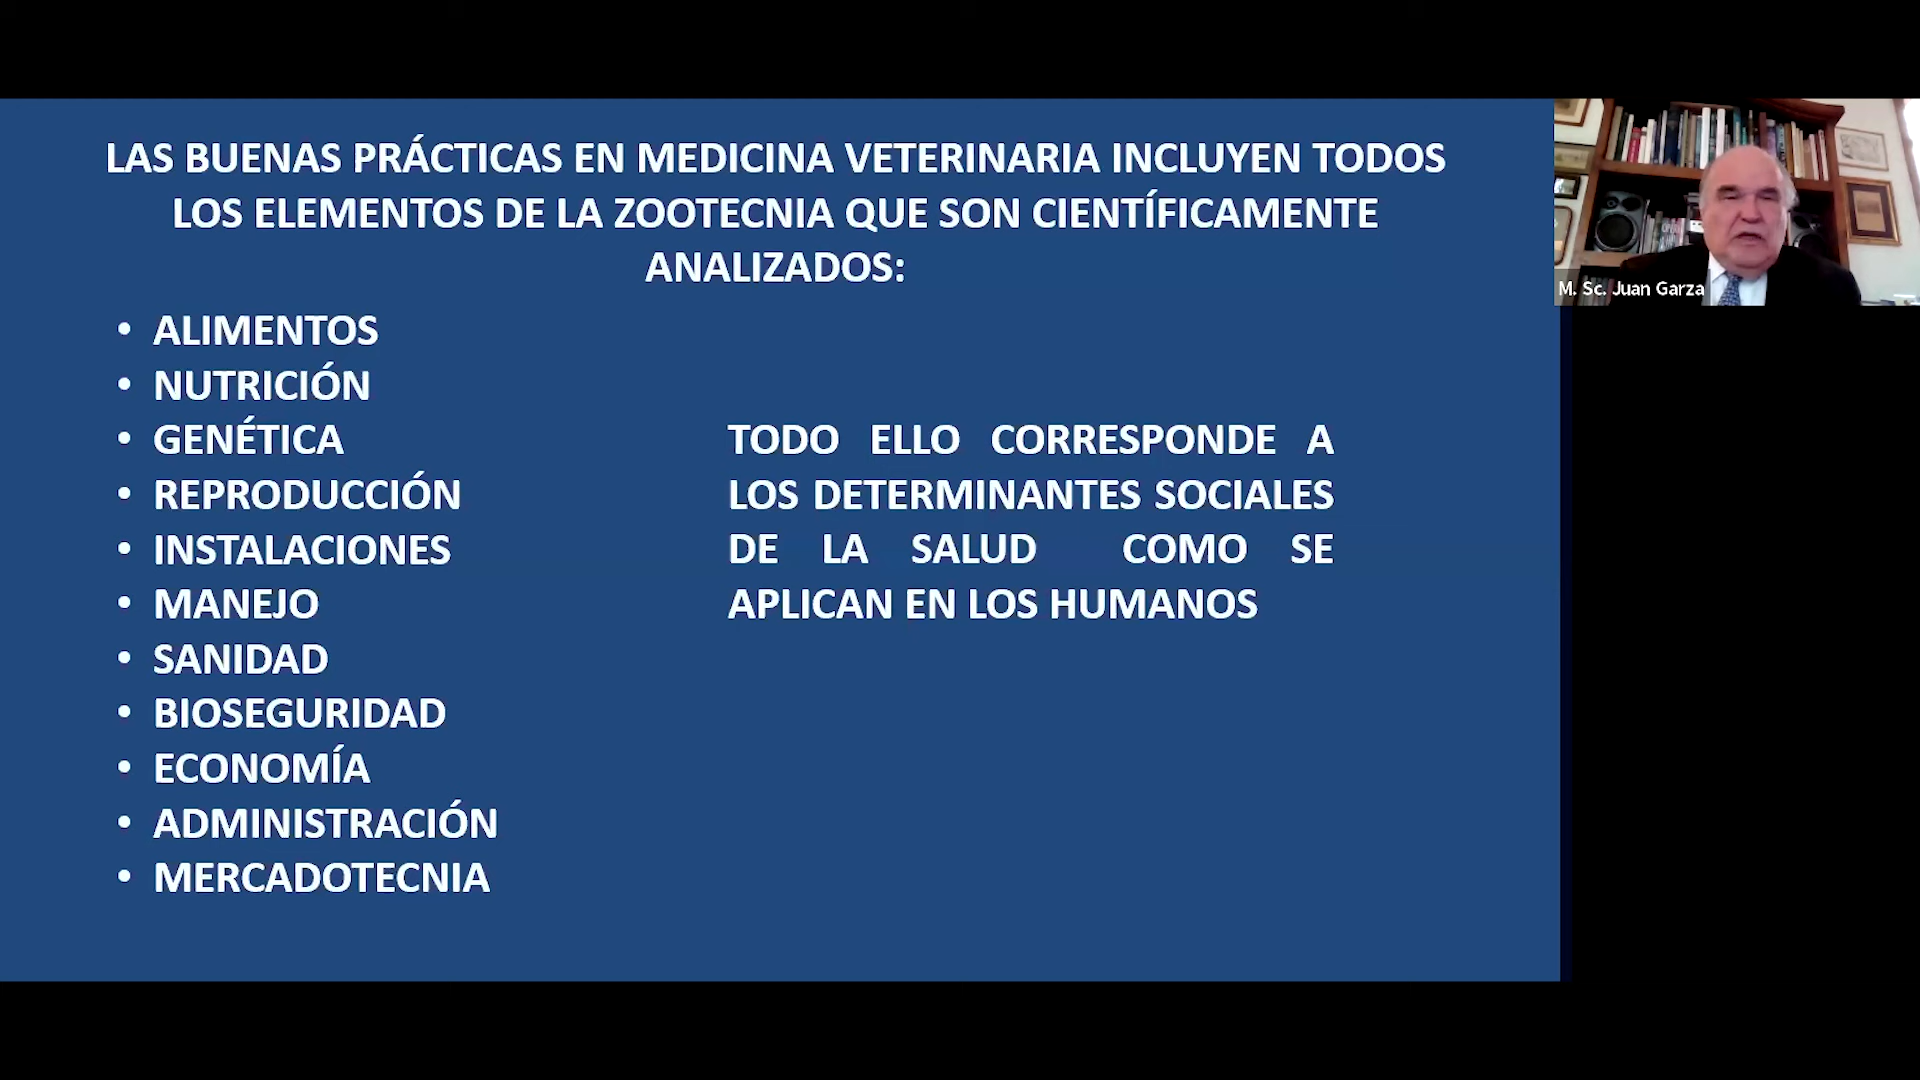 LAS BUENAS PRÁCTICAS EN MEDICINA VETERINARIA INCLUYEN TODOS
LOS ELEMENTOS DE LA ZOOTECNIA QUE SON CIENTÍFICAMENTE
ANALIZADOS:
• ALIMENTOS
• NUTRICIÓN
• GENÉTICA
• REPRODUCCIÓN
• INSTALACIONES
• MANEJO
• SANIDAD
• BIOSEGURIDAD
• ECONOMÍA
• ADMINISTRACIÓN
• MERCADOTECNIA
TODO ELLO CORRESPONDE A
LOS DETERMINANTES SOCIALES
DE LA SALUD COMO SE
APLICAN EN LOS HUMANOS
M. Sc. Juan Garza